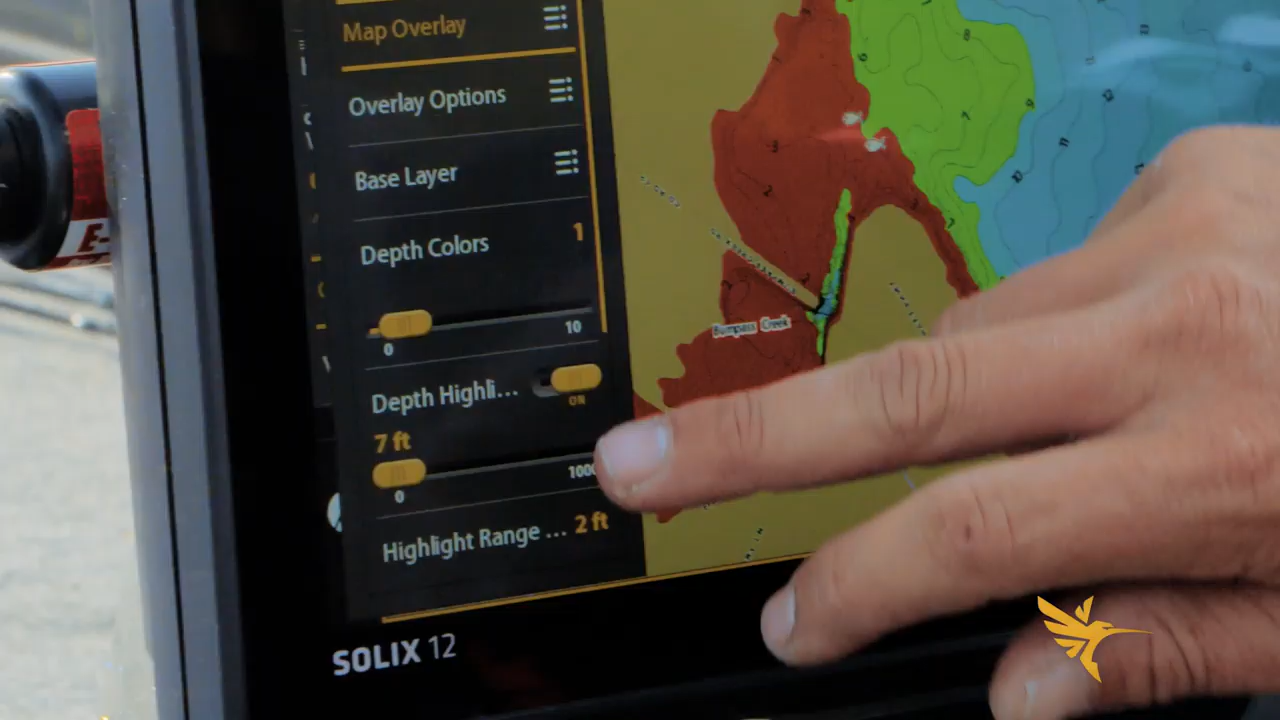 Map Overlay
Overlay Options
Base Layer
Depth Colors 1
0 10
Depth Highli... ON
7 ft
0 100
Highlight Range ... 2 ft
Bumpass Creek
SOLIX 12
E-